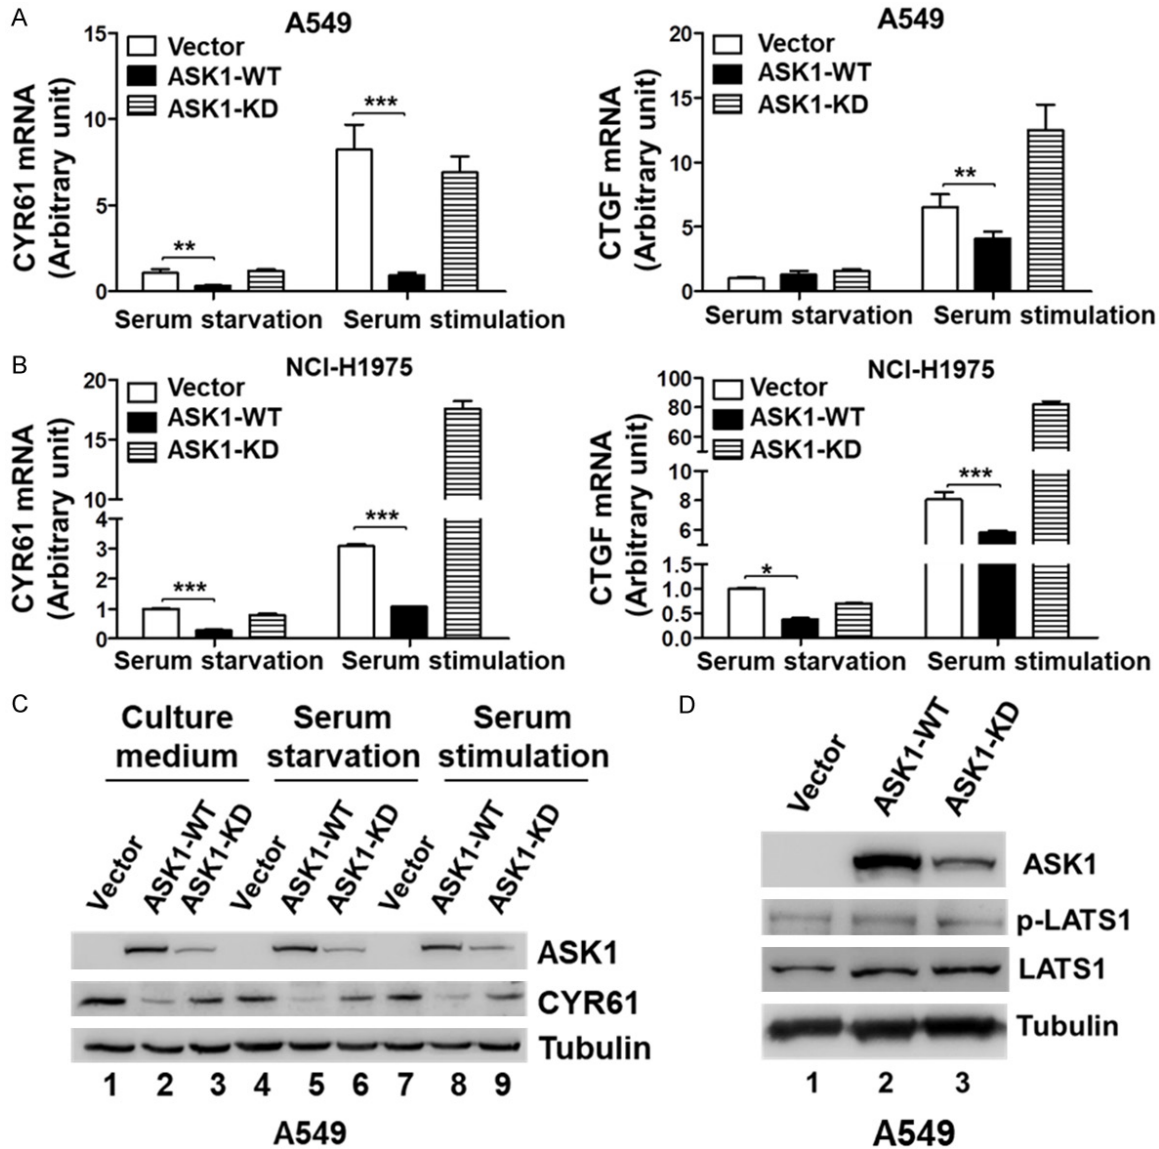 A
A549
CYR61 mRNA
(Arbitrary unit)
15
10
5
0
Vector
ASK1-WT
ASK1-KD
**
***
Serum starvation
Serum stimulation
A549
CTGF mRNA
(Arbitrary unit)
20
15
10
5
0
Vector
ASK1-WT
ASK1-KD
**
Serum starvation
Serum stimulation
B
NCI-H1975
CYR61 mRNA
(Arbitrary unit)
20
15
10
4
3
2
1
0
Vector
ASK1-WT
ASK1-KD
***
***
Serum starvation
Serum stimulation
NCI-H1975
CTGF mRNA
(Arbitrary unit)
100
80
60
10
8
6
1.5
1.0
0.5
0.0
Vector
ASK1-WT
ASK1-KD
*
***
Serum starvation
Serum stimulation
C
Culture
medium
Serum
starvation
Serum
stimulation
Vector
ASK1-WT
ASK1-KD
Vector
ASK1-WT
ASK1-KD
Vector
ASK1-WT
ASK1-KD
ASK1
CYR61
Tubulin
1 2 3 4 5 6 7 8 9
A549
D
Vector
ASK1-WT
ASK1-KD
ASK1
p-LATS1
LATS1
Tubulin
1 2 3
A549